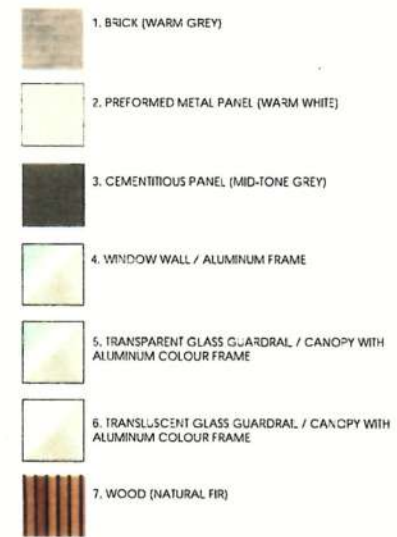 1. BRICK (WARM GREY)
2. PREFORMED METAL PANEL (WARM WHITE)
3. CEMENTITIOUS PANEL (MID-TONE GREY)
4. WINDOW WALL / ALUMINUM FRAME
5. TRANSPARENT GLASS GUARDRAIL / CANOPY WITH
ALUMINUM COLOUR FRAME
6. TRANSLUSCENT GLASS GUARDRAIL / CANOPY WITH
ALUMINUM COLOUR FRAME
7. WOOD (NATURAL FIR)